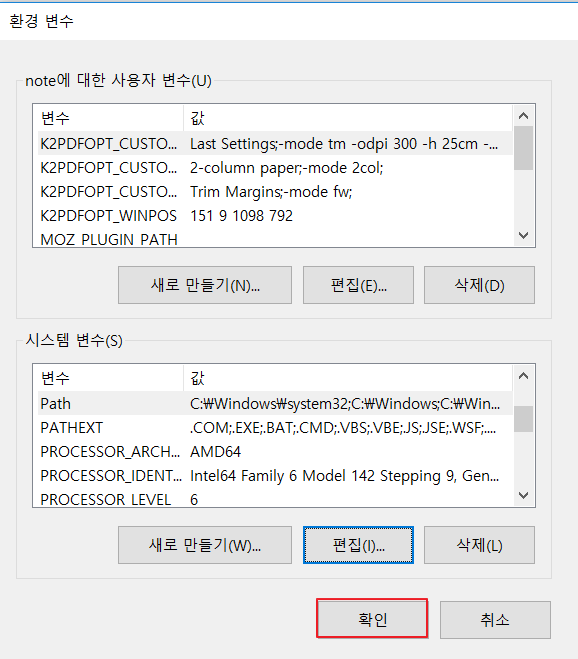 환경 변수
note에 대한 사용자 변수(U)
변수 값
K2PDFOPT_CUSTO... Last Settings;-mode tm -odpi 300 -h 25cm -...
K2PDFOPT_CUSTO... 2-column paper;-mode 2col;
K2PDFOPT_CUSTO... Trim Margins;-mode fw;
K2PDFOPT_WINPOS 151 9 1098 792
MOZ PLUGIN PATH
새로 만들기(N)... 편집(E)... 삭제(D)
시스템 변수(S)
변수 값
Path C:₩Windows₩system32;C:₩Windows;C:₩Win...
PATHEXT .COM;.EXE;.BAT;.CMD;.VBS;.VBE;.JS;.JSE;.WSF;....
PROCESSOR_ARCH... AMD64
PROCESSOR_IDENT... Intel64 Family 6 Model 142 Stepping 9, Gen...
PROCESSOR LEVEL 6
새로 만들기(W)... 편집(I)... 삭제(L)
확인 취소